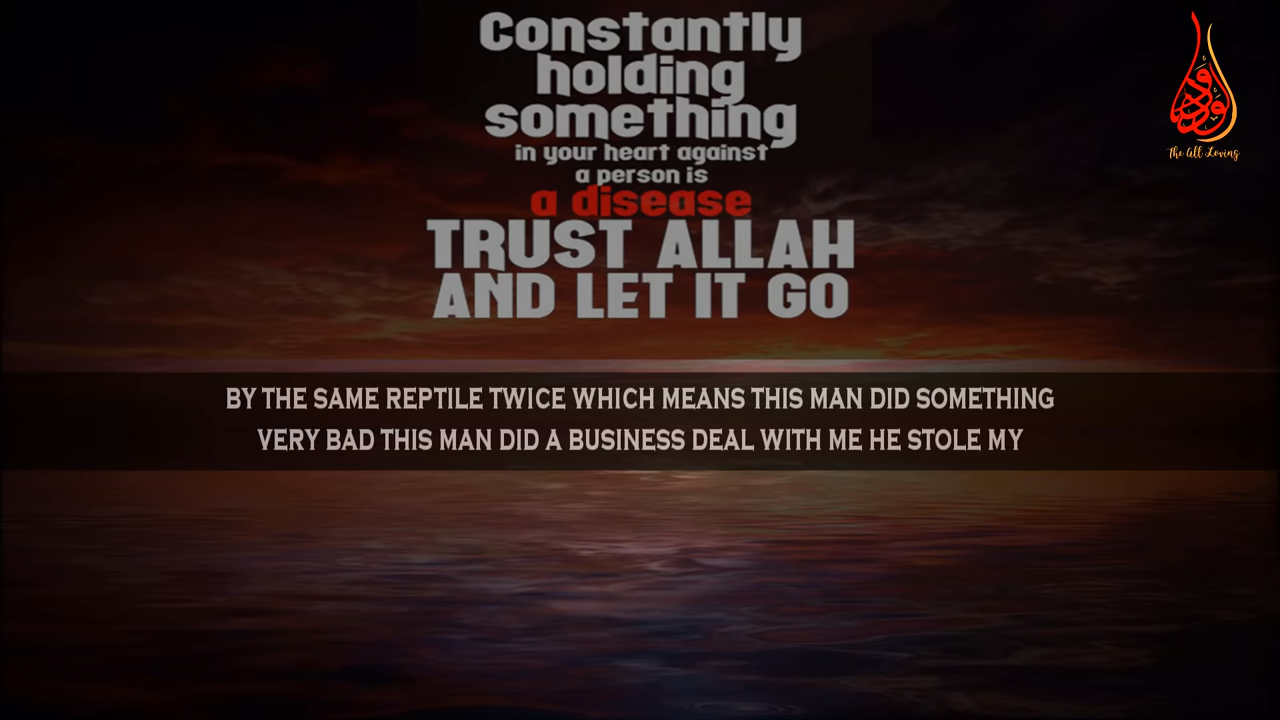 Constantly
holding
something
in your heart against
a person is
a disease
TRUST ALLAH
AND LET IT GO
الودود
The All Loving
BY THE SAME REPTILE TWICE WHICH MEANS THIS MAN DID SOMETHING
VERY BAD THIS MAN DID A BUSINESS DEAL WITH ME HE STOLE MY